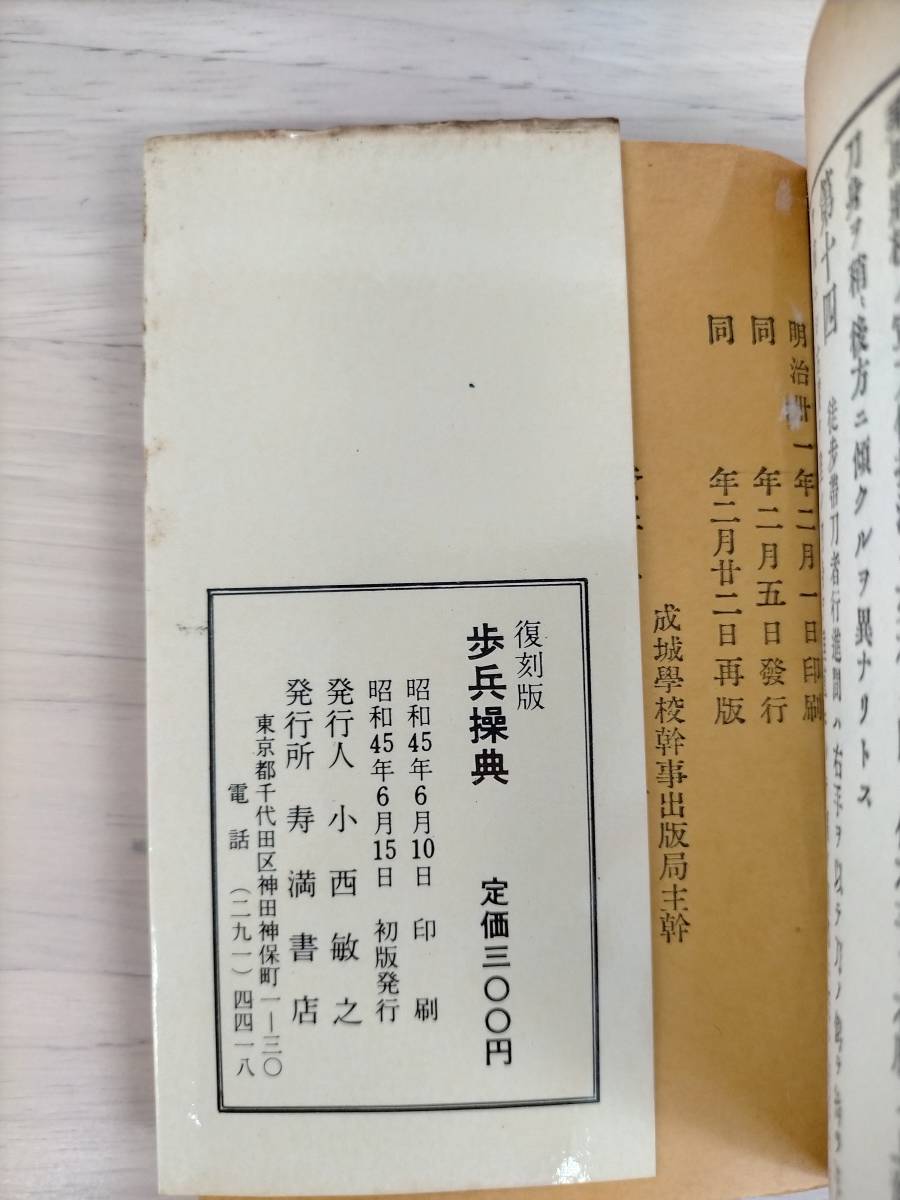 第十四
刀身ヲ稍〻後方ニ傾クルヲ異ナリトス
徒歩帶刀者行進間ハ右手ヲ以テ刀ノ
明治卅一年二月一日印刷
同年二月五日發行
同年二月廿二日再版
成城學校幹事出版局主幹
復刻版
歩兵操典 定価三〇〇円
昭和45年6月10日 印刷
昭和45年6月15日 初版発行
発行人 小西敏之
発行所 寿満書店
東京都千代田区神田神保町一ー三〇
電話 (二九一)四四一八